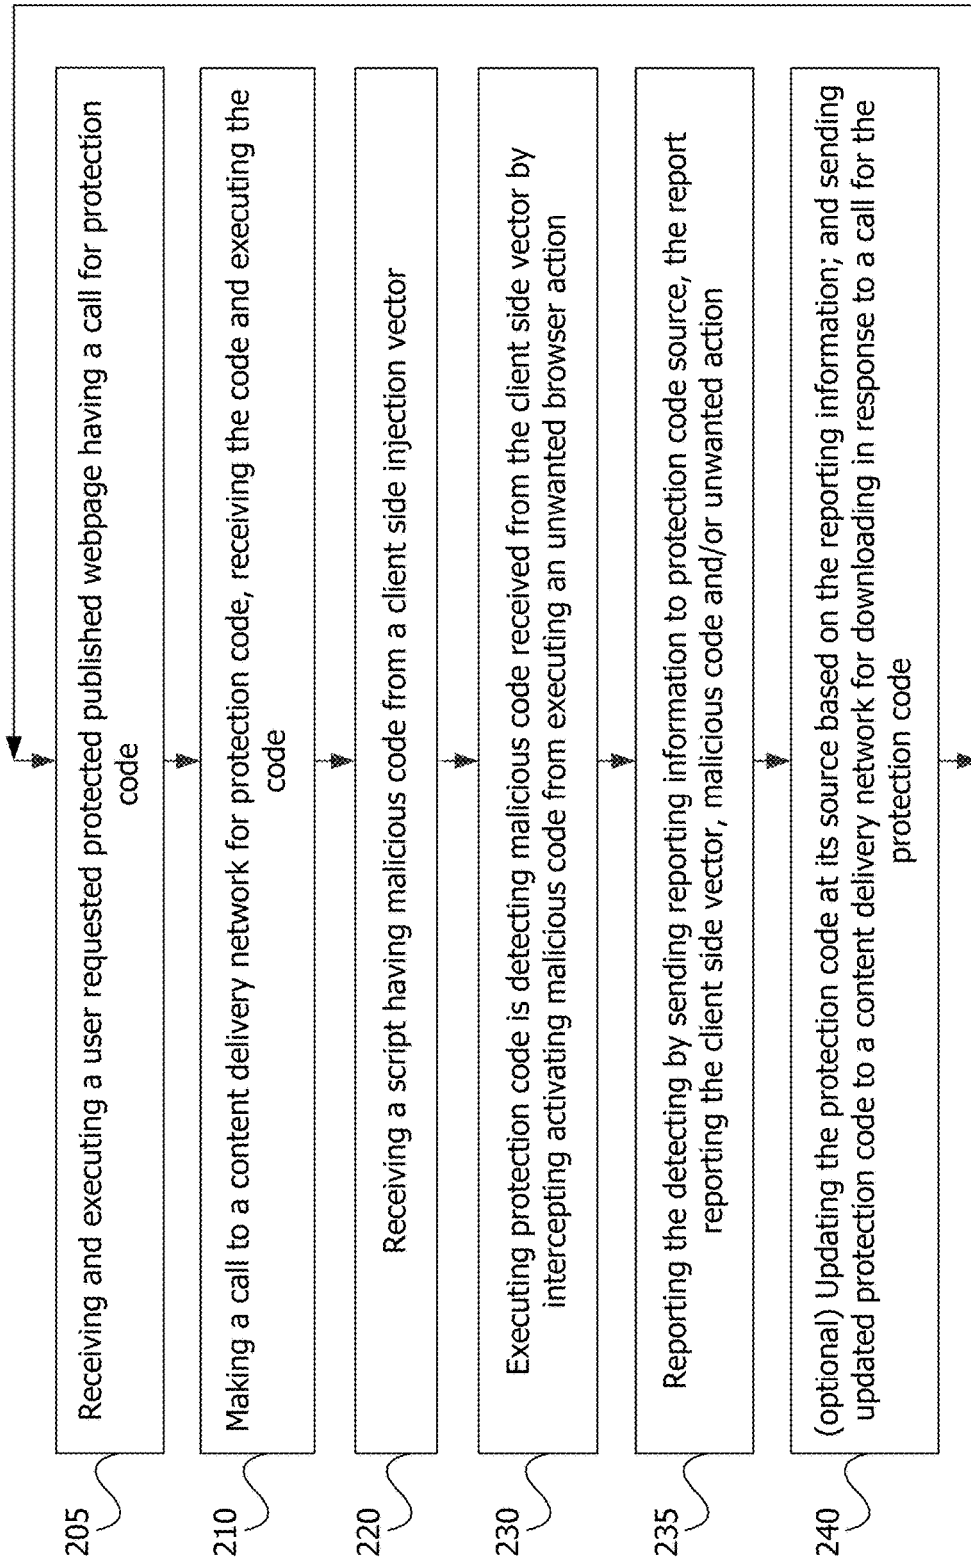 205
Receiving and executing a user requested protected published webpage having a call for protection
code
210
Making a call to a content delivery network for protection code, receiving the code and executing the
code
220
Receiving a script having malicious code from a client side injection vector
230
Executing protection code is detecting malicious code received from the client side vector by
intercepting activating malicious code from executing an unwanted browser action
235
Reporting the detecting by sending reporting information to protection code source, the report
reporting the client side vector, malicious code and/or unwanted action
240
(optional) Updating the protection code at its source based on the reporting information; and sending
updated protection code to a content delivery network for downloading in response to a call for the
protection code